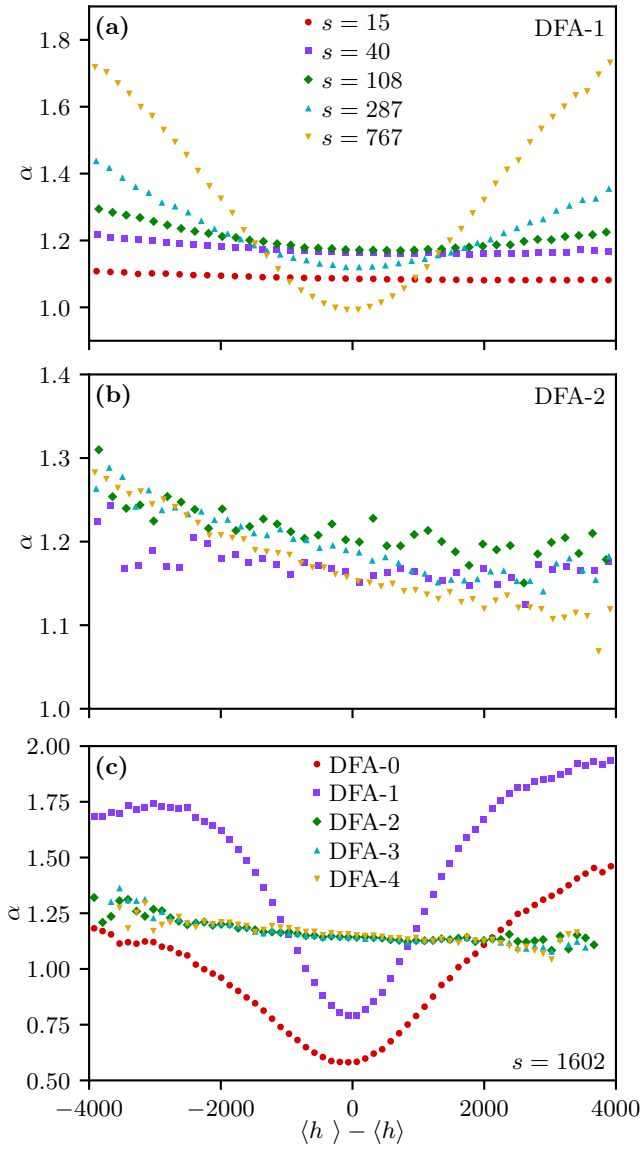 (a)
DFA-1
s = 15
s = 40
s = 108
s = 287
s = 767
α
1.8
1.6
1.4
1.2
1.0
(b)
DFA-2
α
1.4
1.3
1.2
1.1
1.0
(c)
DFA-0
DFA-1
DFA-2
DFA-3
DFA-4
α
2.00
1.75
1.50
1.25
1.00
0.75
0.50
s = 1602
−4000 −2000 0 2000 4000
⟨h ⟩ − ⟨h⟩